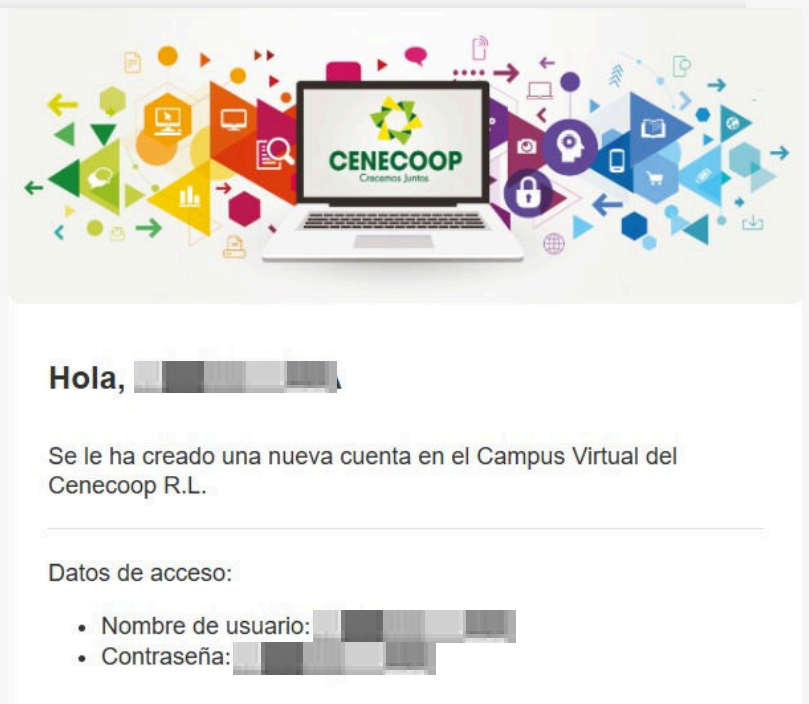 CENECOOP
Crecemos Juntos
Hola,
Se le ha creado una nueva cuenta en el Campus Virtual del
Cenecoop R.L.
Datos de acceso:
• Nombre de usuario:
• Contraseña: